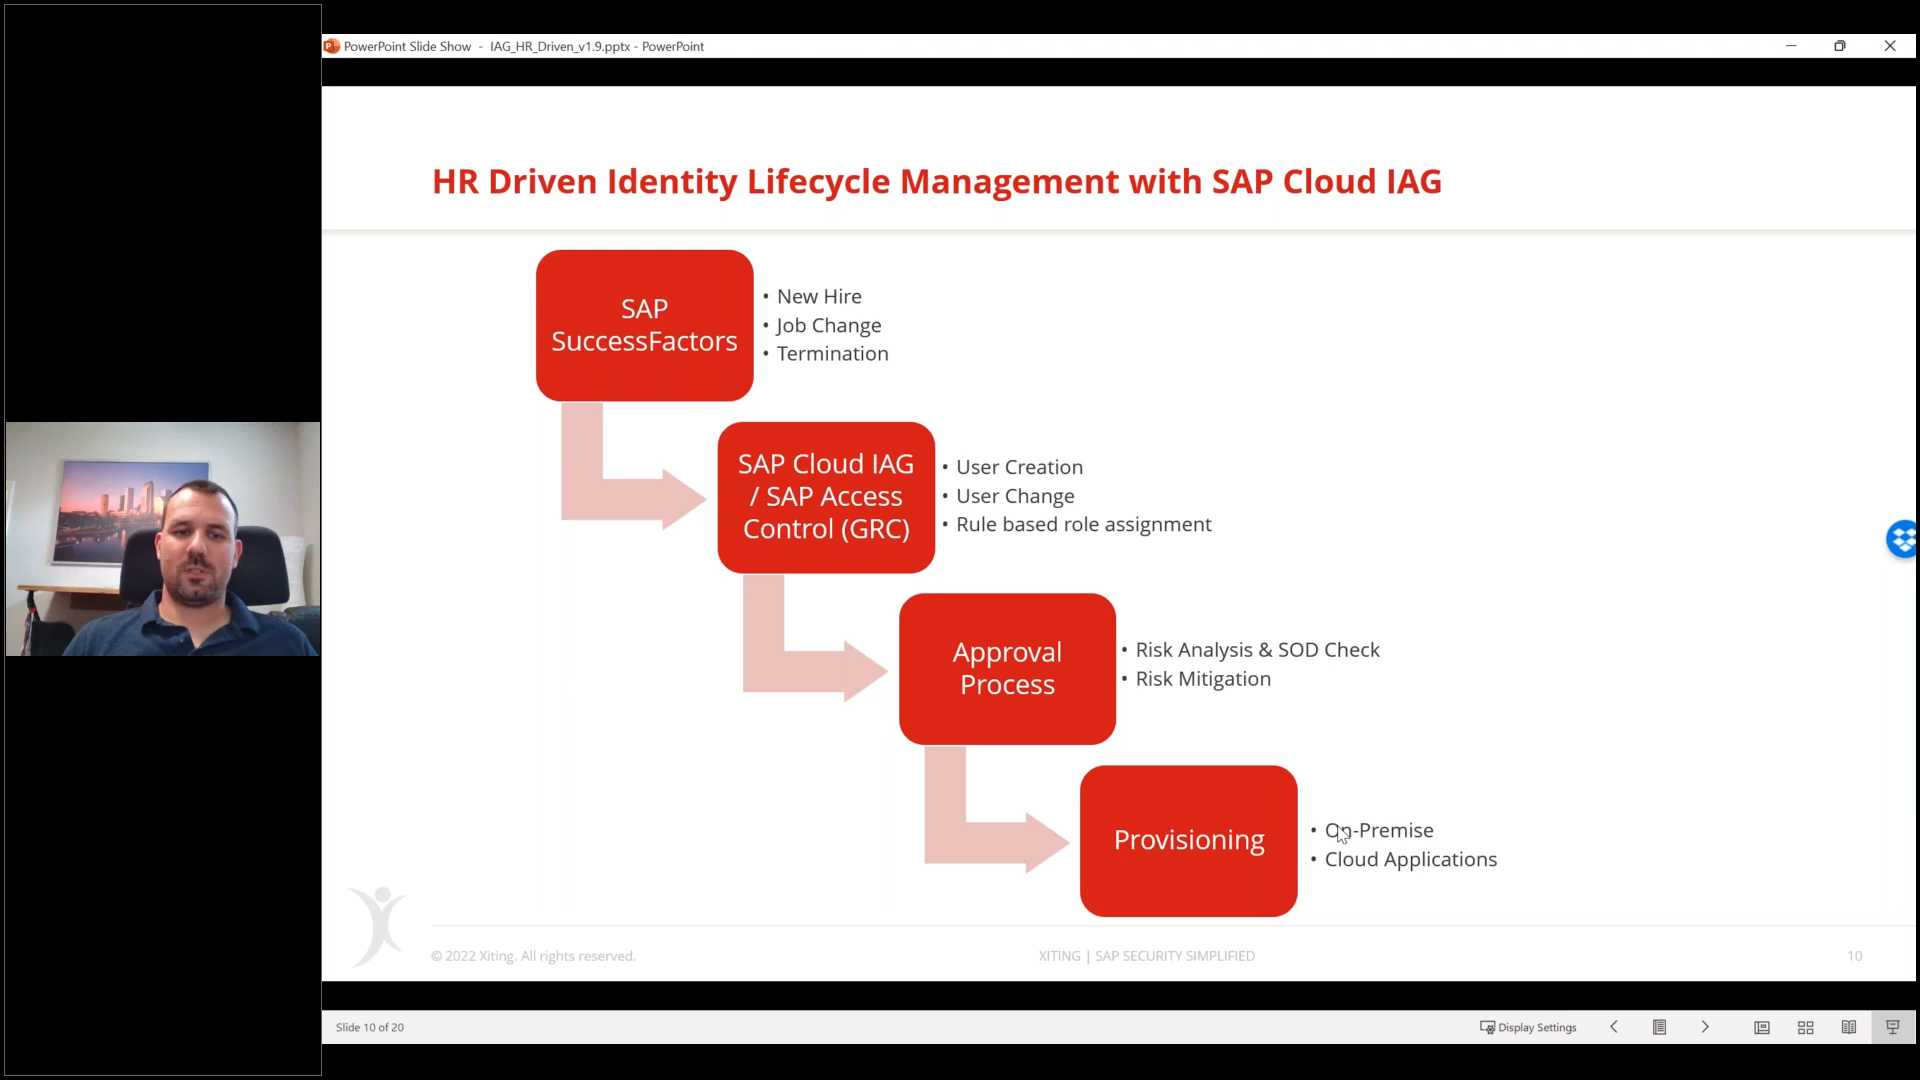 PowerPoint Slide Show - IAG_HR_Driven_v1.9.pptx - PowerPoint
HR Driven Identity Lifecycle Management with SAP Cloud IAG
SAP
SuccessFactors
• New Hire
• Job Change
• Termination
SAP Cloud IAG
/ SAP Access
Control (GRC)
• User Creation
• User Change
• Rule based role assignment
Approval
Process
• Risk Analysis & SOD Check
• Risk Mitigation
Provisioning
• On-Premise
• Cloud Applications
© 2022 Xiting. All rights reserved.
XITING | SAP SECURITY SIMPLIFIED
10
Slide 10 of 20
Display Settings